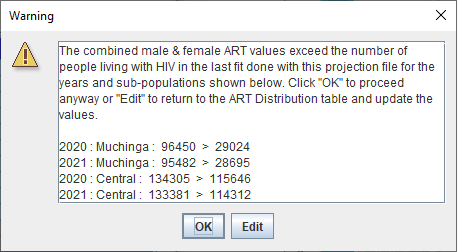 Warning
The combined male & female ART values exceed the number of
people living with HIV in the last fit done with this projection file for the
years and sub-populations shown below. Click "OK" to proceed
anyway or "Edit" to return to the ART Distribution table and update the
values.
2020 : Muchinga : 96450 > 29024
2021 : Muchinga : 95482 > 28695
2020 : Central : 134305 > 115646
2021 : Central : 133381 > 114312
OK Edit